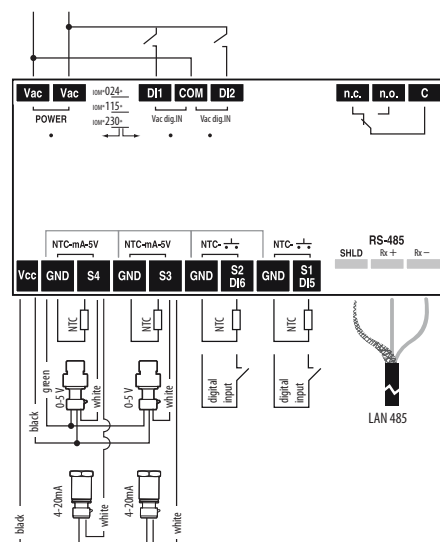 Vac Vac DI1 COM DI2 n.c. n.o. C
POWER
024
115
230
Vac dig.IN Vac dig.IN
NTC-mA-5V NTC-mA-5V NTC- NTC-
RS-485
SHLD Rx + Rx −
Vcc GND S4 GND S3 GND S2 DI6 GND S1 DI5
NTC NTC NTC NTC
green
0-5 V
white
0-5 V
white
digital input
digital input
black
LAN 485
black
4-20mA
white
4-20mA
white